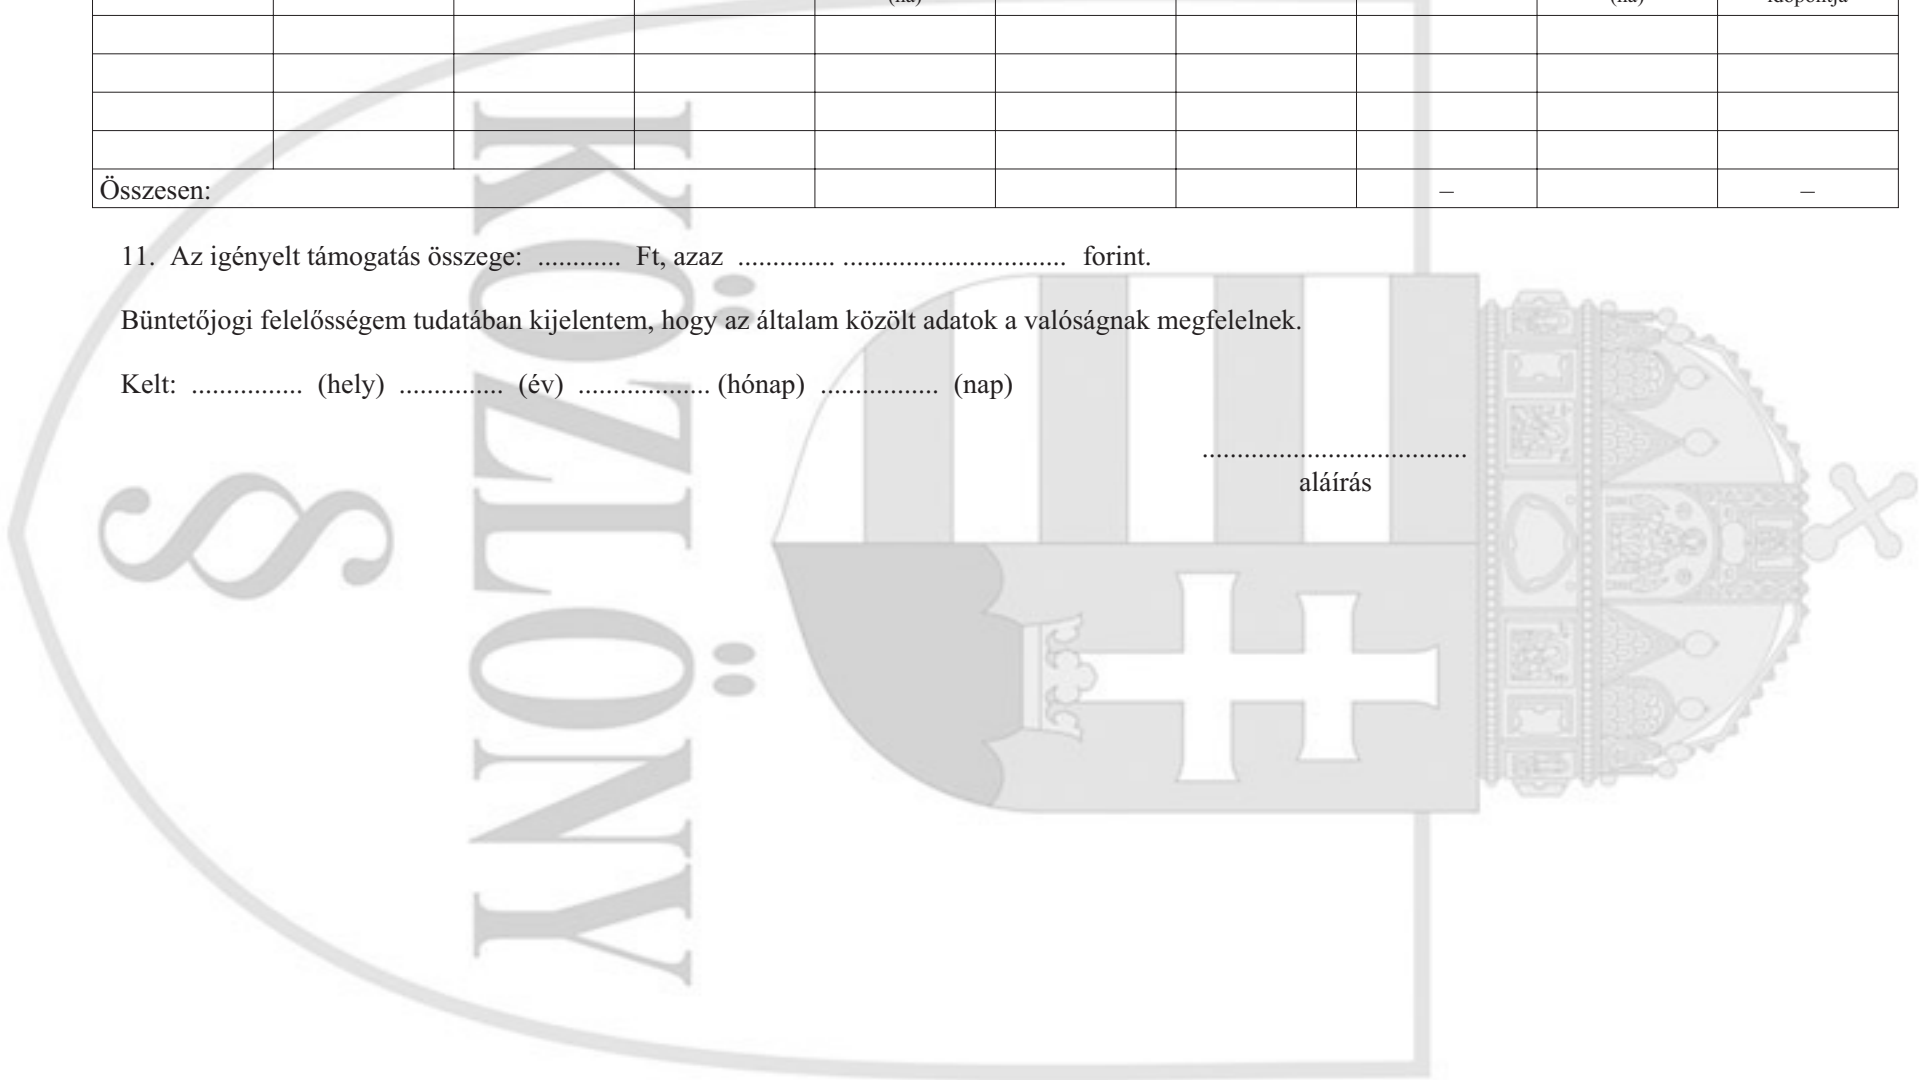 (ha) (ha) időpontja
Összesen: – –
11. Az igényelt támogatás összege: ............ Ft, azaz .............. ................................ forint.
Büntetőjogi felelősségem tudatában kijelentem, hogy az általam közölt adatok a valóságnak megfelelnek.
Kelt: ................ (hely) ............... (év) ................... (hónap) ................. (nap)
......................................
aláírás
§
KÖZLÖNY